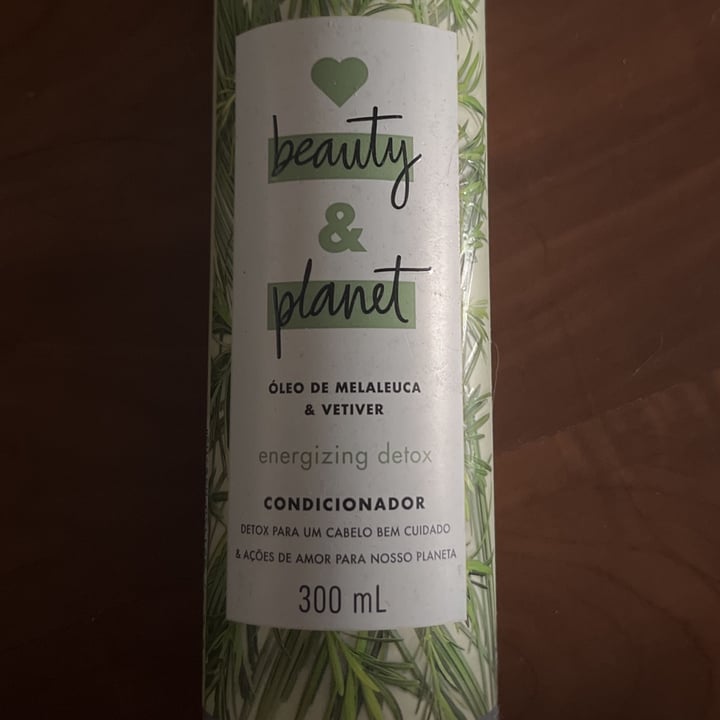 beauty
&
planet
ÓLEO DE MELALEUCA
& VETIVER
energizing detox
CONDICIONADOR
DETOX PARA UM CABELO BEM CUIDADO
& AÇÕES DE AMOR PARA NOSSO PLANETA
300 mL